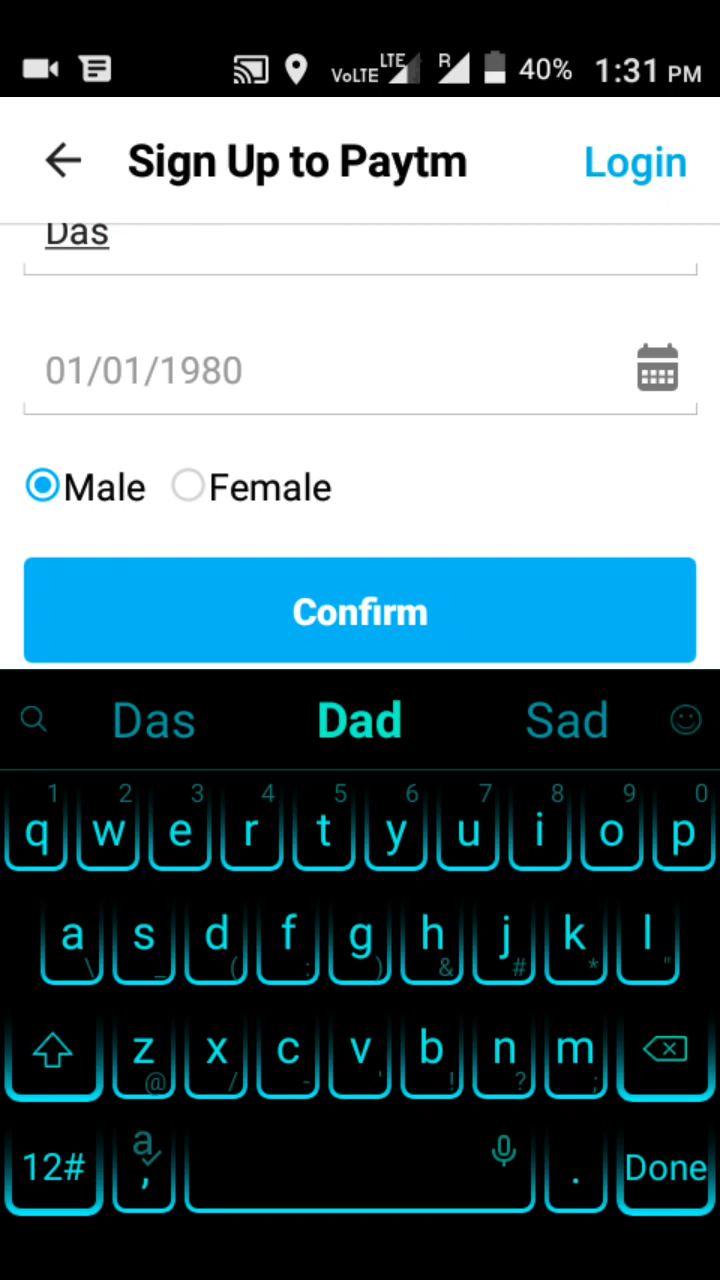 VoLTE LTE R 40% 1:31 PM
Sign Up to Paytm Login
Das
01/01/1980
Male Female
Confirm
Das Dad Sad
1 2 3 4 5 6 7 8 9 0
q w e r t y u i o p
a s d f g h j k l
\ _ ( : ) & # * "
z x c v b n m
@ / - ' ! ? ;
12# a , . Done